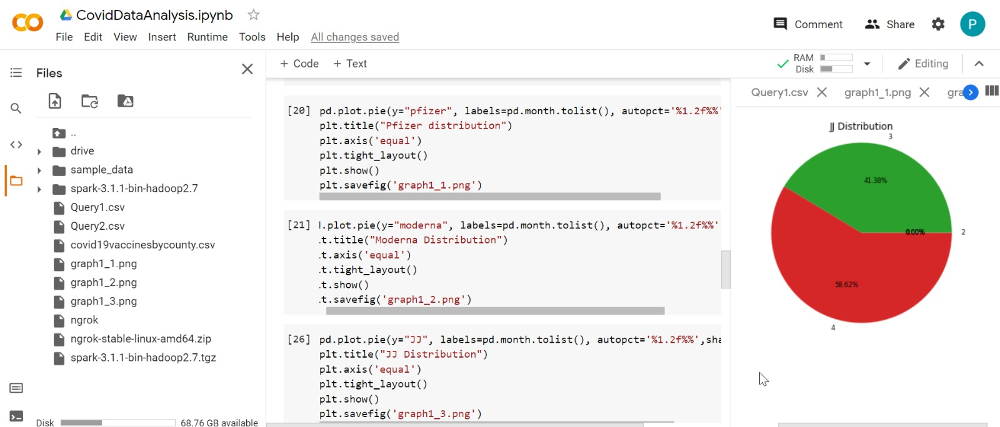 CovidDataAnalysis.ipynb
File Edit View Insert Runtime Tools Help All changes saved
Comment Share P
Files
+ Code + Text
RAM
Disk
Editing
..
drive
sample_data
spark-3.1.1-bin-hadoop2.7
Query1.csv
Query2.csv
covid19vaccinesbycounty.csv
graph1_1.png
graph1_2.png
graph1_3.png
ngrok
ngrok-stable-linux-amd64.zip
spark-3.1.1-bin-hadoop2.7.tgz
Disk 68.76 GB available
[20] pd.plot.pie(y="pfizer", labels=pd.month.tolist(), autopct='%1.2f%%'
plt.title("Pfizer distribution")
plt.axis('equal')
plt.tight_layout()
plt.show()
plt.savefig('graph1_1.png')
[21] l.plot.pie(y="moderna", labels=pd.month.tolist(), autopct='%1.2f%%'
.t.title("Moderna Distribution")
.t.axis('equal')
.t.tight_layout()
.t.show()
.t.savefig('graph1_2.png')
[26] pd.plot.pie(y="JJ", labels=pd.month.tolist(), autopct='%1.2f%%',sha
plt.title("JJ Distribution")
plt.axis('equal')
plt.tight_layout()
plt.show()
plt.savefig('graph1_3.png')
Query1.csv graph1_1.png gra
JJ Distribution
3
41.38%
0.00%
2
58.62%
4